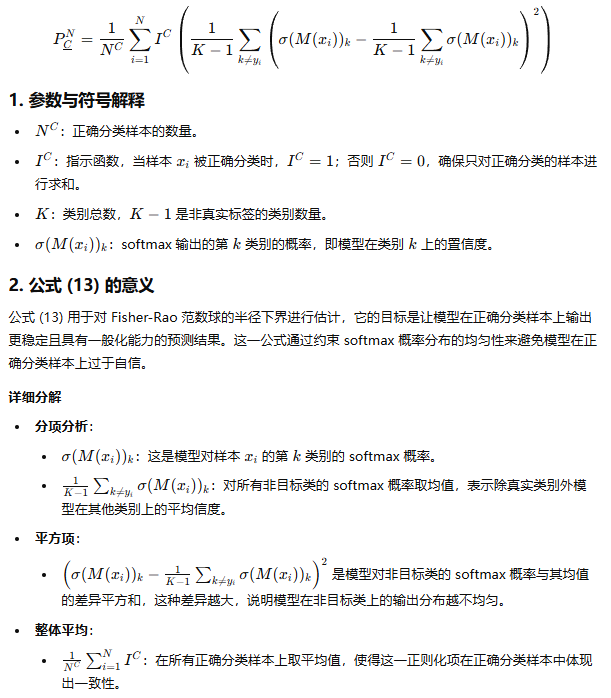 $P_{\underline{C}}^{N} = \frac{1}{N^C} \sum_{i=1}^{N} I^C \left( \frac{1}{K-1} \sum_{k \neq y_i} \left( \sigma(M(x_i))_k - \frac{1}{K-1} \sum_{k \neq y_i} \sigma(M(x_i))_k \right)^2 \right)$
1. 参数与符号解释
• $N^C$：正确分类样本的数量。
• $I^C$：指示函数，当样本 $x_i$ 被正确分类时，$I^C = 1$；否则 $I^C = 0$，确保只对正确分类的样本进
行求和。
• $K$：类别总数，$K-1$ 是非真实标签的类别数量。
• $\sigma(M(x_i))_k$：softmax 输出的第 $k$ 类别的概率，即模型在类别 $k$ 上的置信度。
2. 公式 (13) 的意义
公式 (13) 用于对 Fisher-Rao 范数球的半径下界进行估计，它的目标是让模型在正确分类样本上输出
更稳定且具有一般化能力的预测结果。这一公式通过约束 softmax 概率分布的均匀性来避免模型在正
确分类样本上过于自信。
详细分解
• 分项分析：
• $\sigma(M(x_i))_k$：这是模型对样本 $x_i$ 的第 $k$ 类别的 softmax 概率。
• $\frac{1}{K-1} \sum_{k \neq y_i} \sigma(M(x_i))_k$：对所有非目标类的 softmax 概率取均值，表示除真实类别外模
型在其他类别上的平均信度。
• 平方项：
• $\left( \sigma(M(x_i))_k - \frac{1}{K-1} \sum_{k \neq y_i} \sigma(M(x_i))_k \right)^2$ 是模型对非目标类的 softmax 概率与其均值
的差异平方和，这种差异越大，说明模型在非目标类上的输出分布越不均匀。
• 整体平均：
• $\frac{1}{N^C} \sum_{i=1}^{N} I^C$：在所有正确分类样本上取平均值，使得这一正则化项在正确分类样本中体现
出一致性。